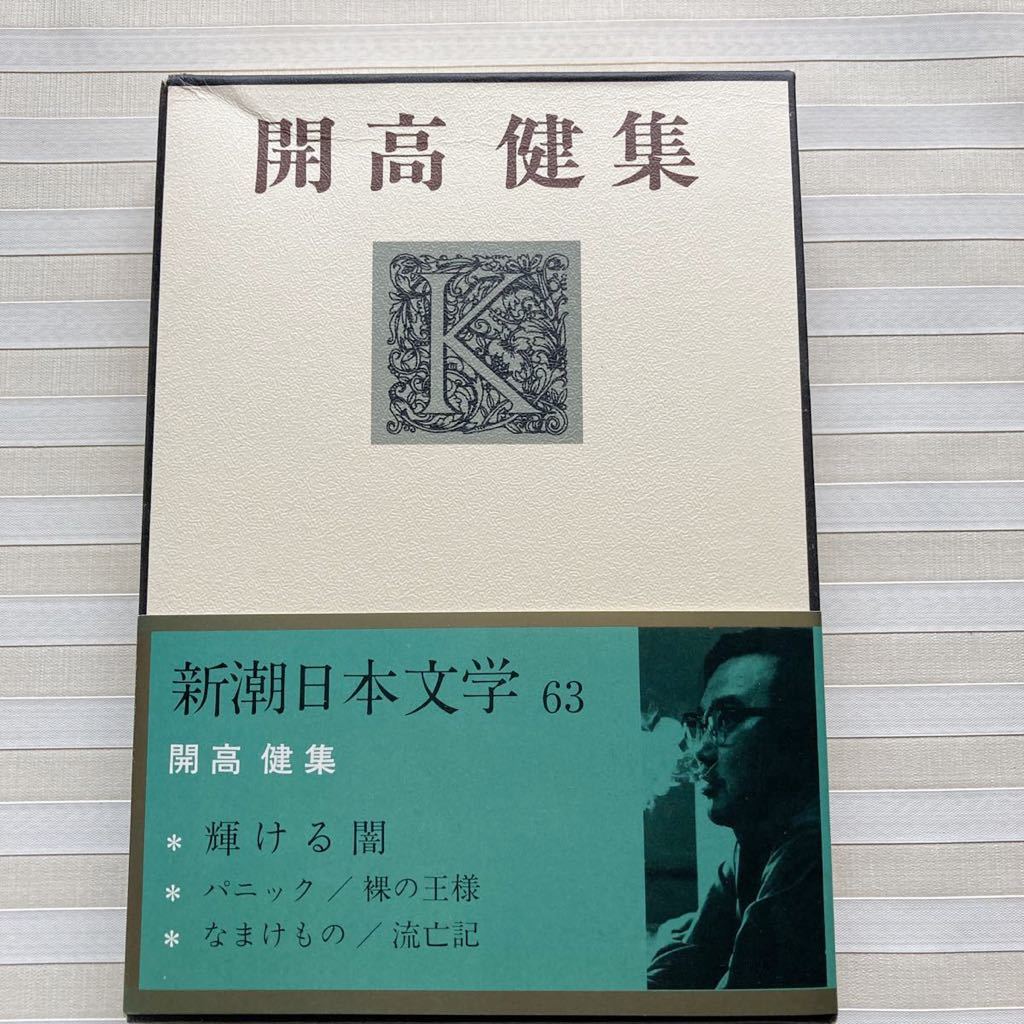 開高 健集
K
新潮日本文学 63
開高 健集
* 輝ける闇
* パニック／裸の王様
* なまけもの／流亡記